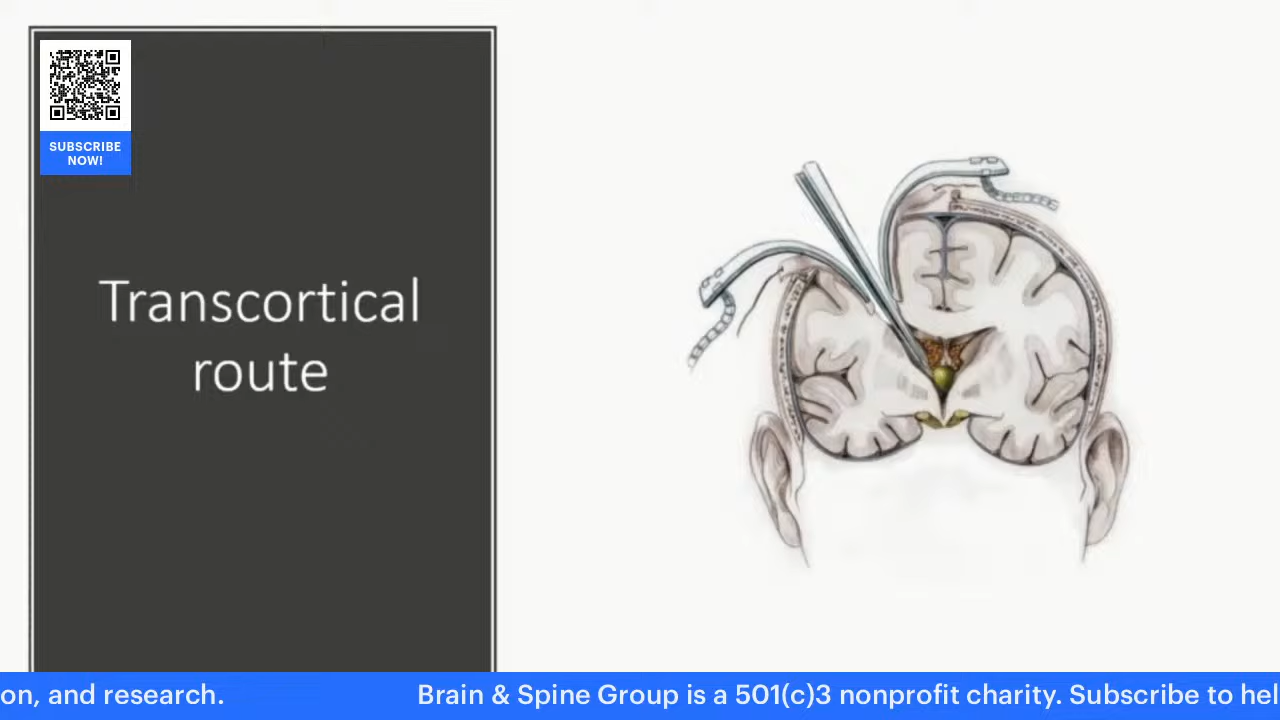 SUBSCRIBE
NOW!
Transcortical
route
on, and research.
Brain & Spine Group is a 501(c)3 nonprofit charity. Subscribe to hel